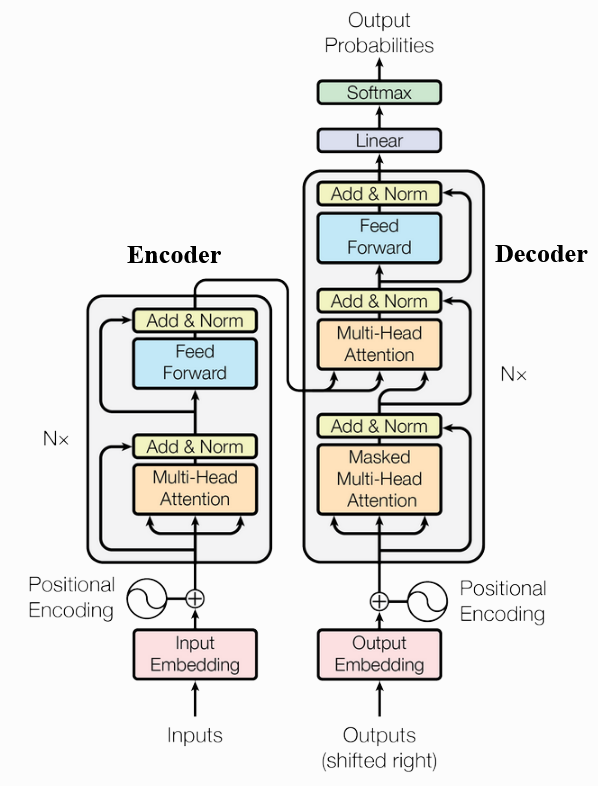 Output
Probabilities
Softmax
Linear
Add & Norm
Feed
Forward
Add & Norm
Multi-Head
Attention
Add & Norm
Masked
Multi-Head
Attention
Decoder
N×
Encoder
Add & Norm
Feed
Forward
Add & Norm
Multi-Head
Attention
N×
Positional
Encoding
Positional
Encoding
Input
Embedding
Output
Embedding
Inputs
Outputs
(shifted right)